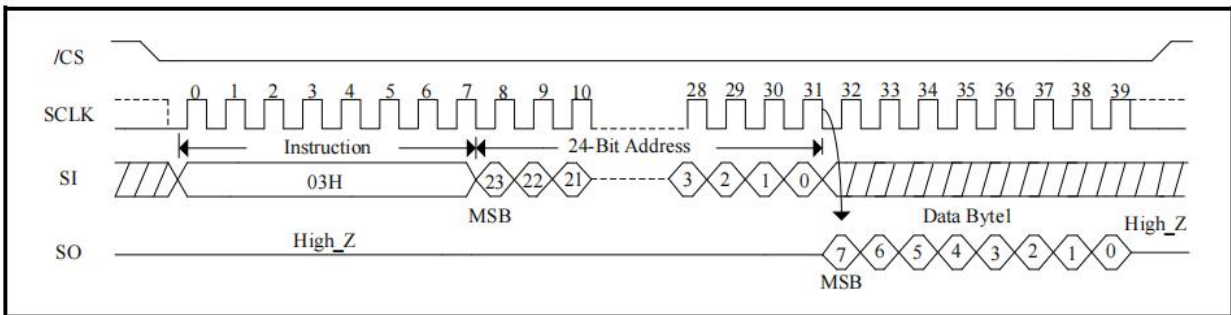 /CS
0 1 2 3 4 5 6 7 8 9 10 28 29 30 31 32 33 34 35 36 37 38 39
SCLK
Instruction 24-Bit Address
SI 03H 23 22 21 3 2 1 0
MSB Data Bytel
High_Z High_Z
SO 7 6 5 4 3 2 1 0
MSB